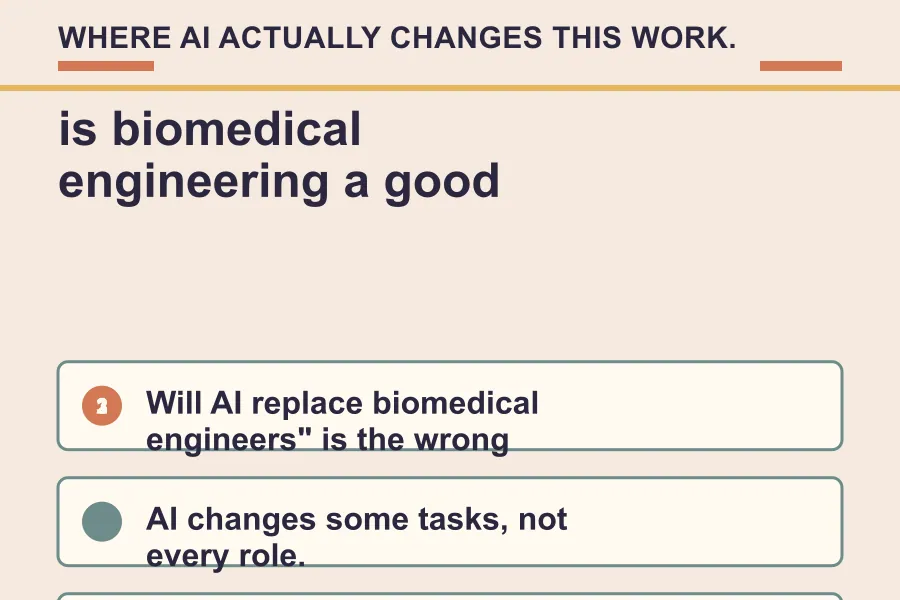 WHERE AI ACTUALLY CHANGES THIS WORK.
is biomedical
engineering a good
Will AI replace biomedical
engineers" is the wrong
AI changes some tasks, not
every role.